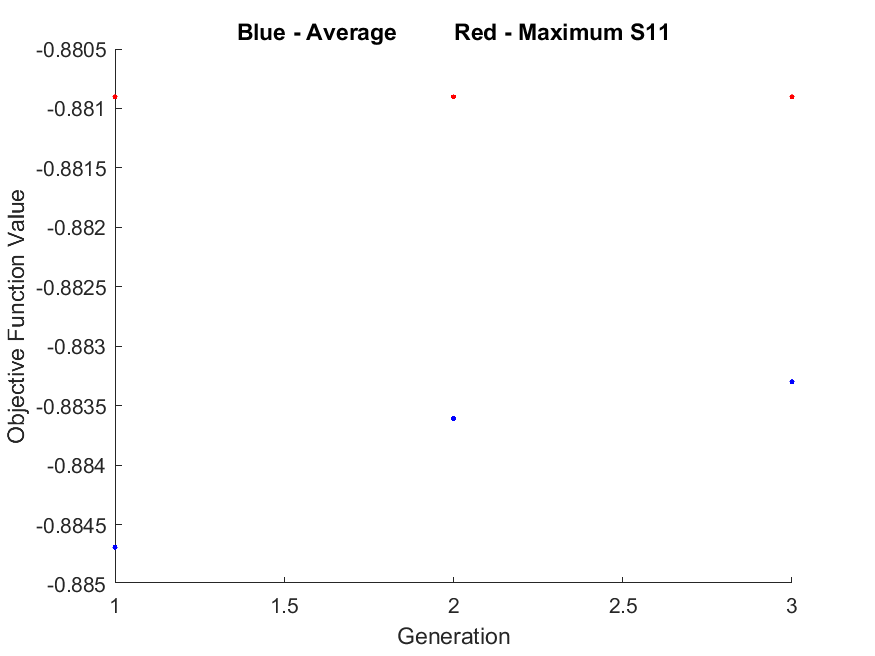 Blue - Average Red - Maximum S11
-0.8805
-0.881
-0.8815
-0.882
-0.8825
-0.883
-0.8835
-0.884
-0.8845
-0.885
Objective Function Value
1 1.5 2 2.5 3
Generation